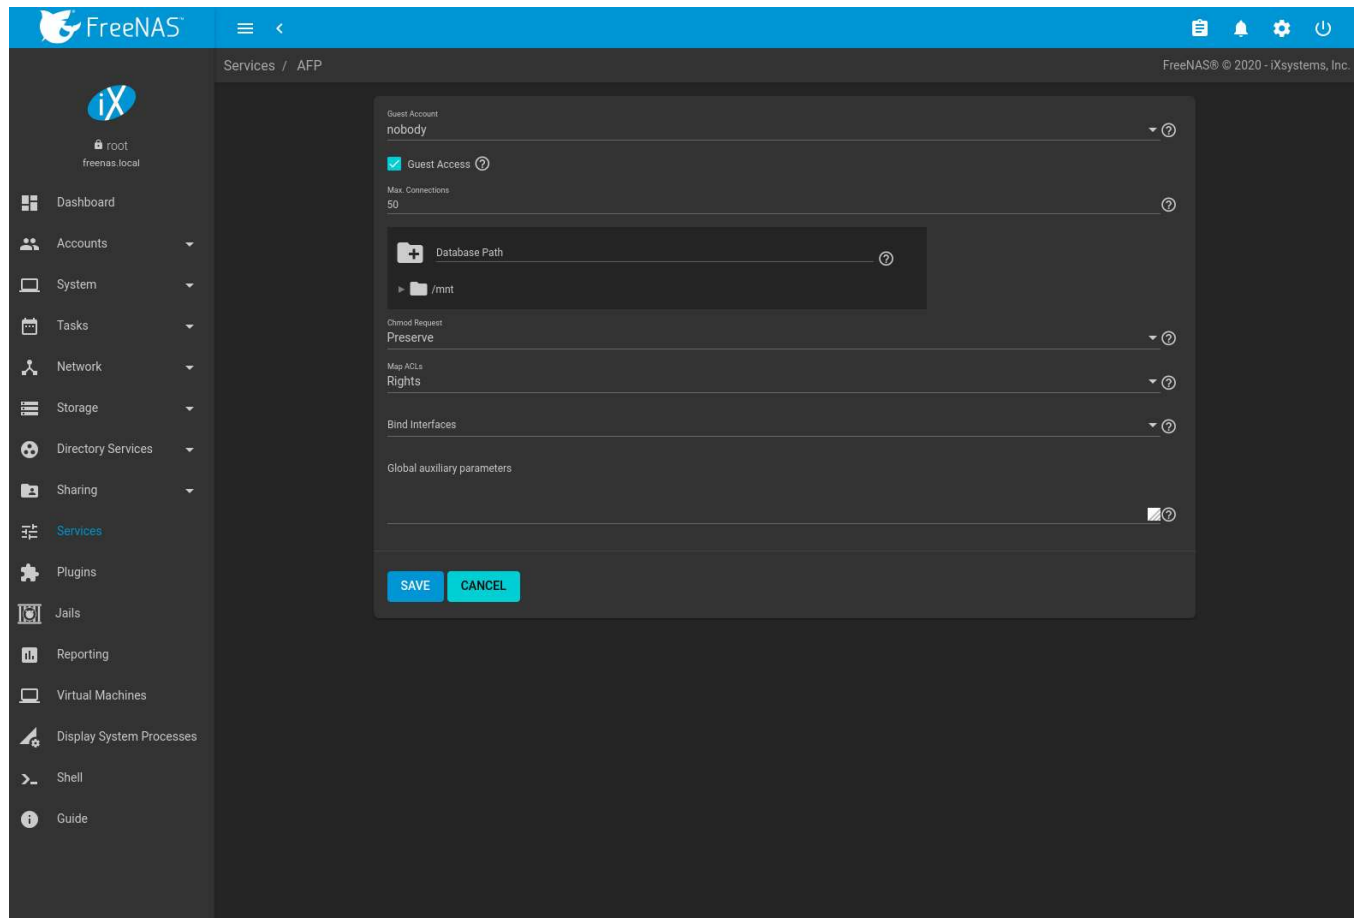 FreeNAS™
Services / AFP
FreeNAS® © 2020 - iXsystems, Inc.
iX
root
freenas.local
Dashboard
Accounts
System
Tasks
Network
Storage
Directory Services
Sharing
Services
Plugins
Jails
Reporting
Virtual Machines
Display System Processes
Shell
Guide
Guest Account
nobody
Guest Access
Max. Connections
50
Database Path
/mnt
Chmod Request
Preserve
Map ACLs
Rights
Bind Interfaces
Global auxiliary parameters
SAVE CANCEL